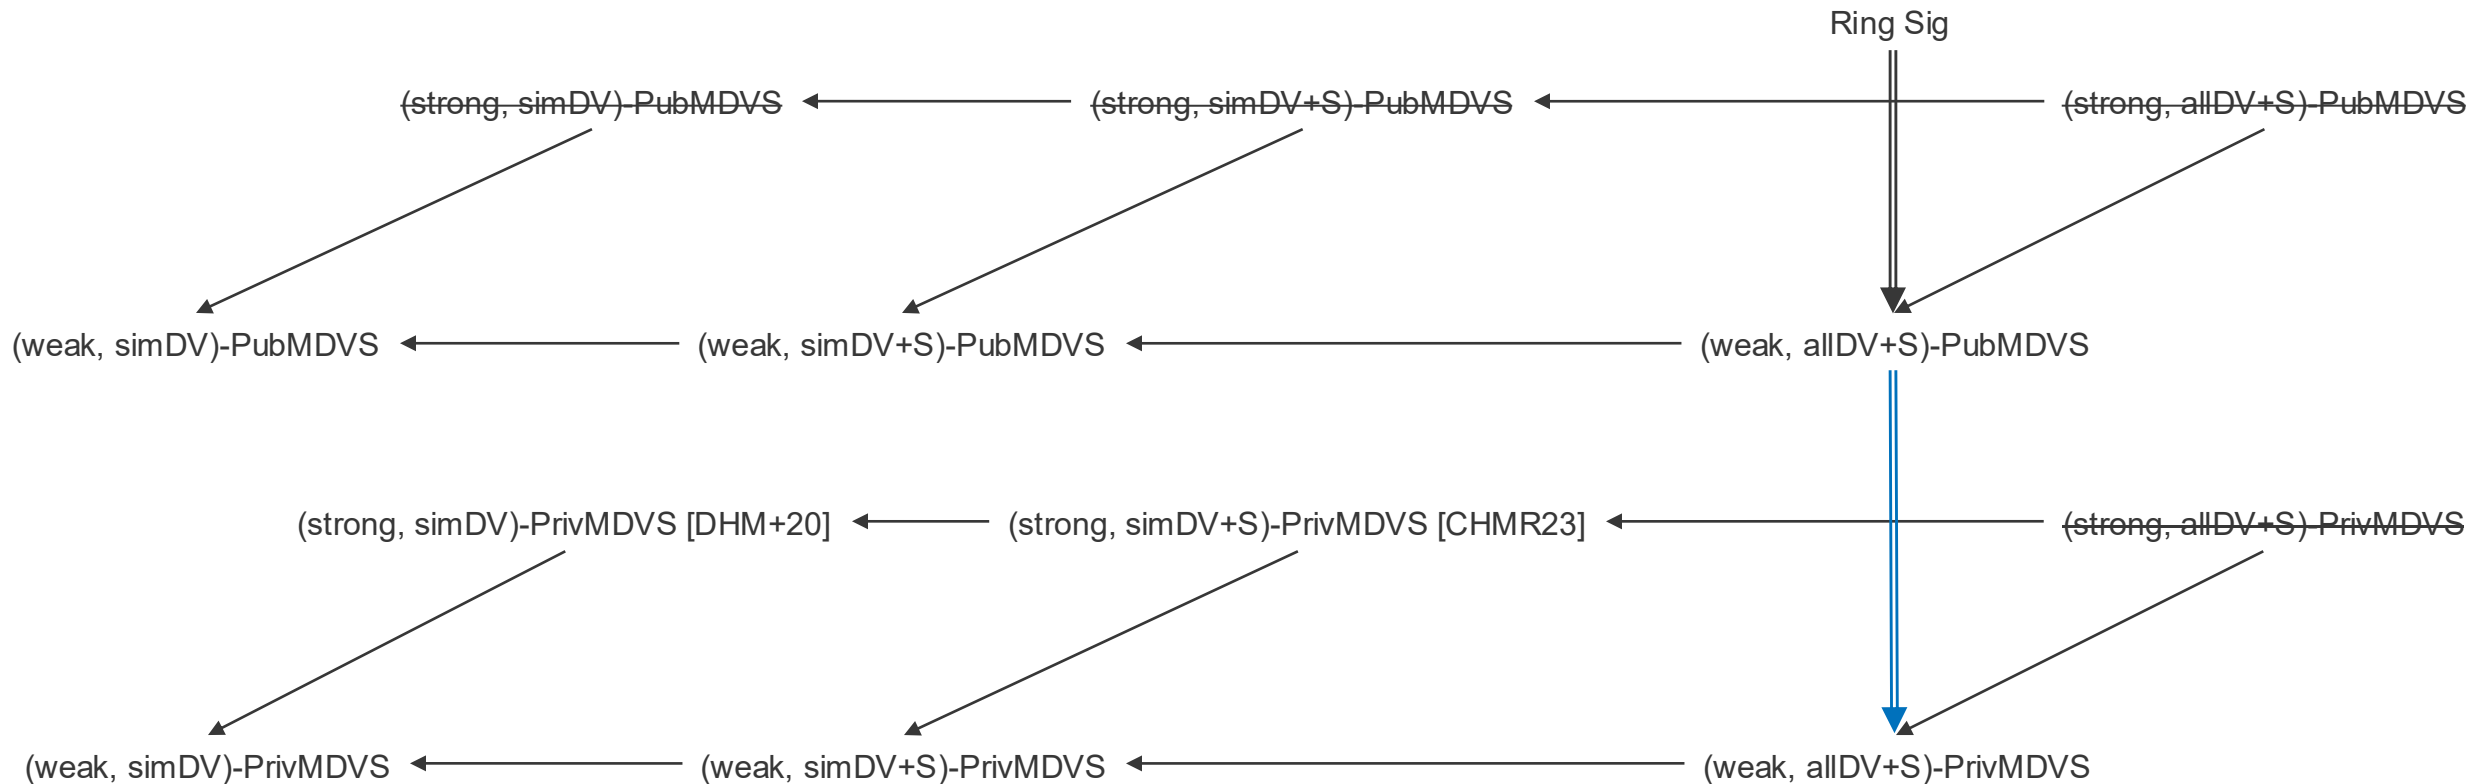 Ring Sig
(strong, simDV)-PubMDVS
(strong, simDV+S)-PubMDVS
(strong, allDV+S)-PubMDVS
(weak, simDV)-PubMDVS
(weak, simDV+S)-PubMDVS
(weak, allDV+S)-PubMDVS
(strong, simDV)-PrivMDVS [DHM+20]
(strong, simDV+S)-PrivMDVS [CHMR23]
(strong, allDV+S)-PrivMDVS
(weak, simDV)-PrivMDVS
(weak, simDV+S)-PrivMDVS
(weak, allDV+S)-PrivMDVS